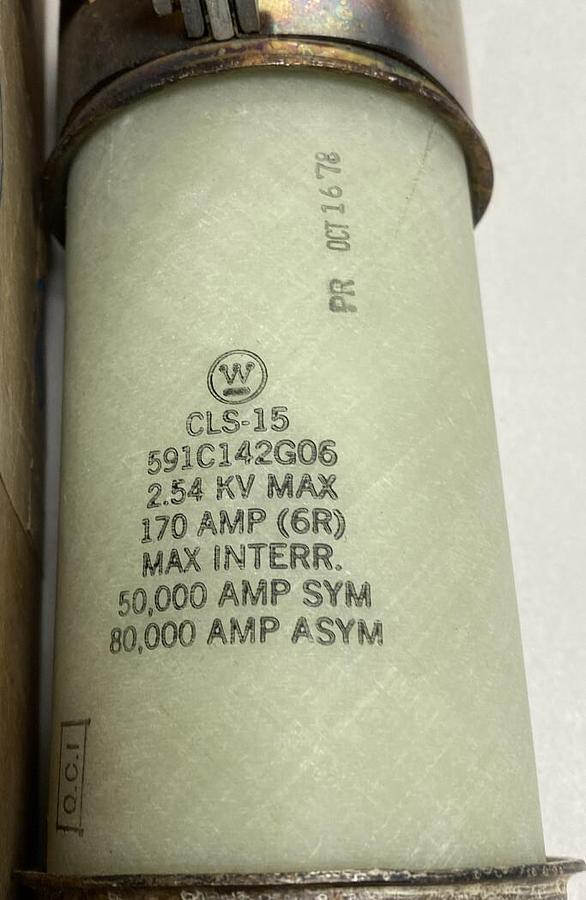 PR OCT 16 78
W
CLS-15
591C142G06
2.54 KV MAX
170 AMP (6R)
MAX INTERR.
50,000 AMP SYM
80,000 AMP ASYM
Q.C.I